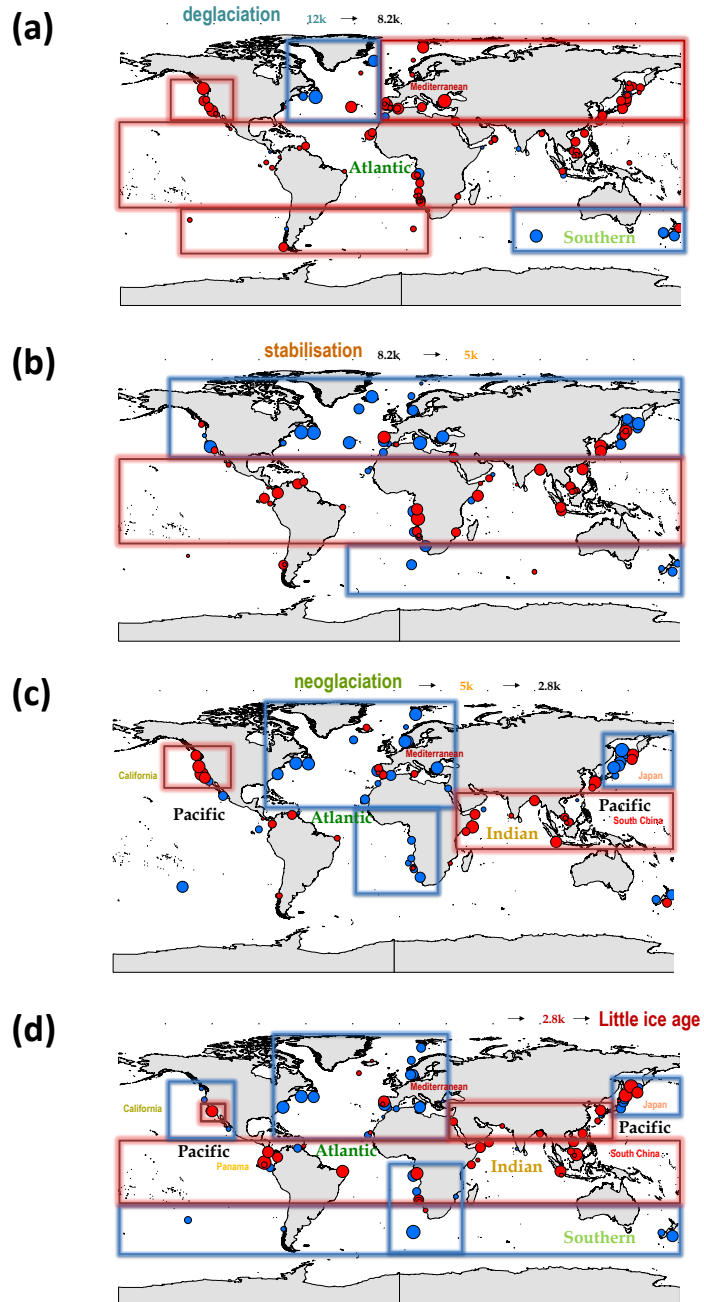 (a)
deglaciation 12k → 8.2k
Mediterranean
Atlantic
Southern
(b)
stabilisation 8.2k → 5k
(c)
neoglaciation → 5k → 2.8k
Mediterranean
California
Japan
Pacific
Atlantic
Pacific
South China
Indian
(d)
→ 2.8k → Little ice age
Mediterranean
California
Japan
Pacific
Atlantic
Pacific
Panama
Indian
South China
Southern